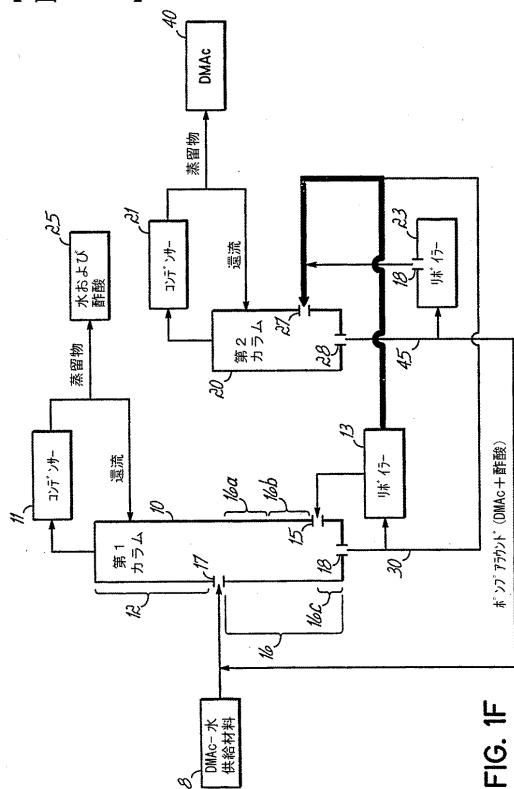 DMAc
40
蒸留物
コンデンサー
21
還流
第2
カラム
20
27
28
18
リボイラー
23
45
水および
酢酸
25
蒸留物
コンデンサー
11
還流
第1
カラム
10
12
17
16a
16b
15
16
16c
18
リボイラー
13
30
DMAc-水
供給材料
8
ポンプアラウンド(DMAc+酢酸)
FIG. 1F